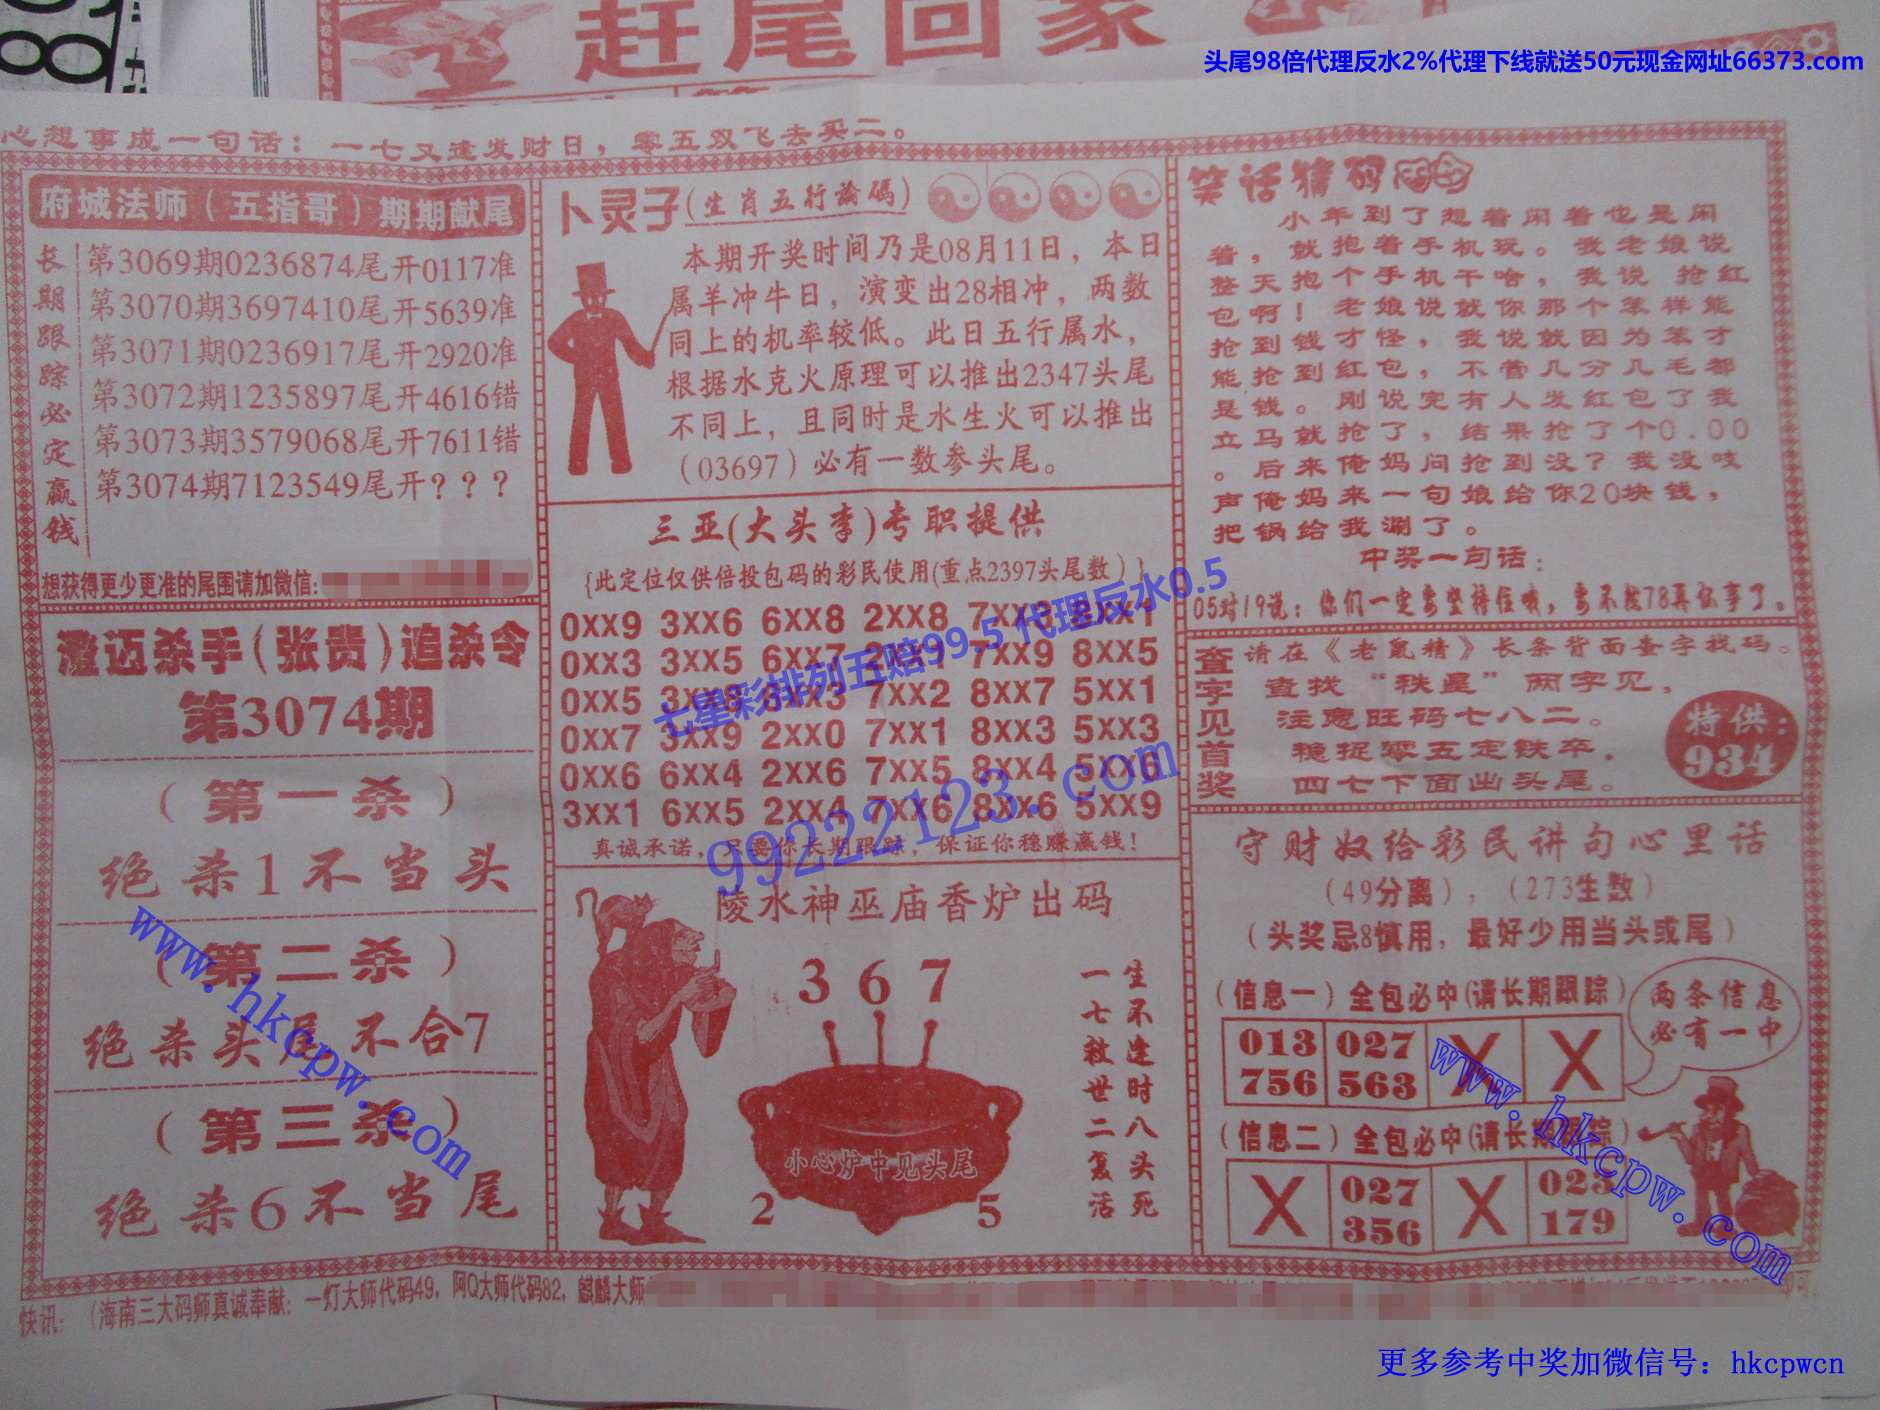 赶尾回家
头尾98倍代理反水2%代理下线就送50元现金网址66373.com
心想事成一句话：一七又逢发财日，零五双飞去买二。
府城法师（五指哥）期期献尾
长期跟踪必定赢钱
第3069期0236874尾开0117准
第3070期3697410尾开5639准
第3071期0236917尾开2920准
第3072期1235897尾开4616错
第3073期3579068尾开7611错
第3074期7123549尾开？？？
想获得更少更准的尾围请加微信:
澄迈杀手（张贵）追杀令
第3074期
（第一杀）
绝杀1不当头
（第二杀）
绝杀头尾不合7
（第三杀）
绝杀6不当尾
卜灵子(生肖五行论码)
本期开奖时间乃是08月11日，本日
属羊冲牛日，演变出28相冲，两数
同上的机率较低。此日五行属水，
根据水克火原理可以推出2347头尾
不同上，且同时是水生火可以推出
（03697）必有一数参头尾。
三亚(大头李)专职提供
{此定位仅供倍投包码的彩民使用(重点2397头尾数）}
0XX9 3XX6 6XX8 2XX8 7XX3 8XX1
0XX3 3XX5 6XX7 2XX1 7XX9 8XX5
0XX5 3XX8 6XX3 7XX2 8XX7 5XX1
0XX7 3XX9 2XX0 7XX1 8XX3 5XX3
0XX6 6XX4 2XX6 7XX5 8XX4 5XX6
3XX1 6XX5 2XX4 7XX6 8XX6 5XX9
真诚承诺，只要你长期跟踪，保证你稳赚赢钱！
七星彩排列五赔99.5 代理反水0.5
99222123.com
陵水神巫庙香炉出码
3 6 7
小心炉中见头尾
2 5
生不逢时八头死
一七救世二复活
笑话猜码
小年到了想着闲着也是闲
着，就抱着手机玩。我老娘说
整天抱个手机干啥，我说 抢红
包啊！老娘说就你那个笨样能
抢到钱才怪，我说就因为笨才
能抢到红包，不管几分几毛都
是钱。刚说完有人发红包了我
立马就抢了，结果抢了个0.00
。后来俺妈问抢到没？我没吱
声俺妈来一句娘给你20块钱，
把锅给我涮了。
中奖一句话：
05对19说：你们一定要坚持住哦，要不然78再似事了。
查字见首奖
请在《老鼠精》长条背面查字找码。
查找“秩星”两字见，
注意旺码七八二。
稳捉零五定铁卒，
四七下面出头尾。
特供：
934
守财奴给彩民讲句心里话
（49分离），（273生数）
（头奖忌8慎用，最好少用当头或尾）
（信息一）全包必中(请长期跟踪）
013 027 X X
756 563
两条信息
必有一中
（信息二）全包必中(请长期跟踪）
X 027 X 023
356 179
www.hkcpw.com
www.hkcpw.com
快讯：（海南三大码师真诚奉献：一灯大师代码49，阿Q大师代码82，麒麟大师
更多参考中奖加微信号：hkcpwcn